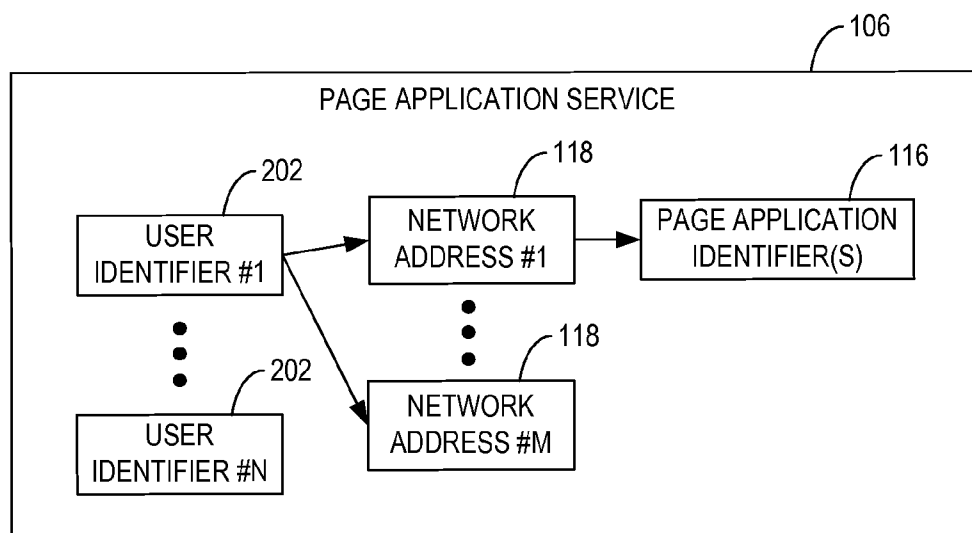 106
PAGE APPLICATION SERVICE
202
118
116
USER
IDENTIFIER #1
NETWORK
ADDRESS #1
PAGE APPLICATION
IDENTIFIER(S)
202
118
USER
IDENTIFIER #N
NETWORK
ADDRESS #M